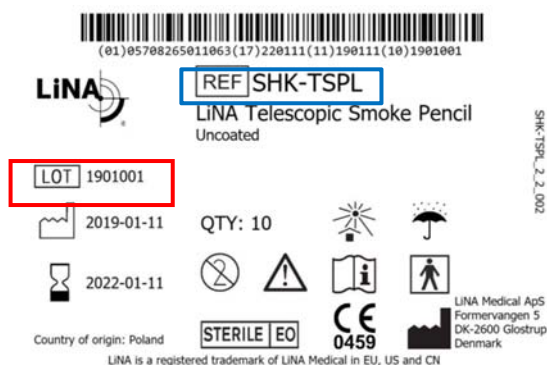 (01)05708265011063(17)220111(11)190111(10)1901001
LiNA
REF SHK-TSPL
LiNA Telescopic Smoke Pencil
Uncoated
SHK-TSPL_2_2_002
LOT 1901001
2019-01-11
QTY: 10
2022-01-11
2
i
Country of origin: Poland
STERILE EO
CE
0459
LiNA Medical ApS
Formervangen 5
DK-2600 Glostrup
Denmark
LiNA is a registered trademark of LiNA Medical in EU, US and CN